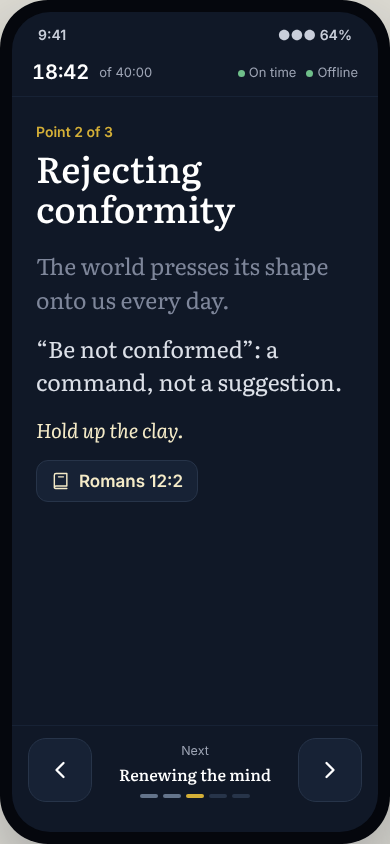 9:41
64%
18:42 of 40:00
On time Offline
Point 2 of 3
Rejecting
conformity
The world presses its shape
onto us every day.
“Be not conformed”: a
command, not a suggestion.
Hold up the clay.
Romans 12:2
Next
Renewing the mind